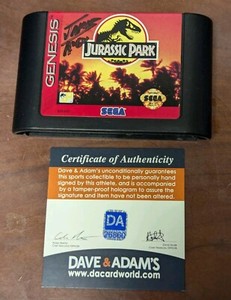 GENESIS
JURASSIC PARK
SEGA
Certificate of Authenticity
Dave & Adam's unconditionally guarantees
this sports collectible to be personally hand
signed by this athlete, and is accompanied
by a tamper-proof hologram to assure the
signature and item have not been altered.
DA
DAVE & ADAM'S
www.dacardworld.com